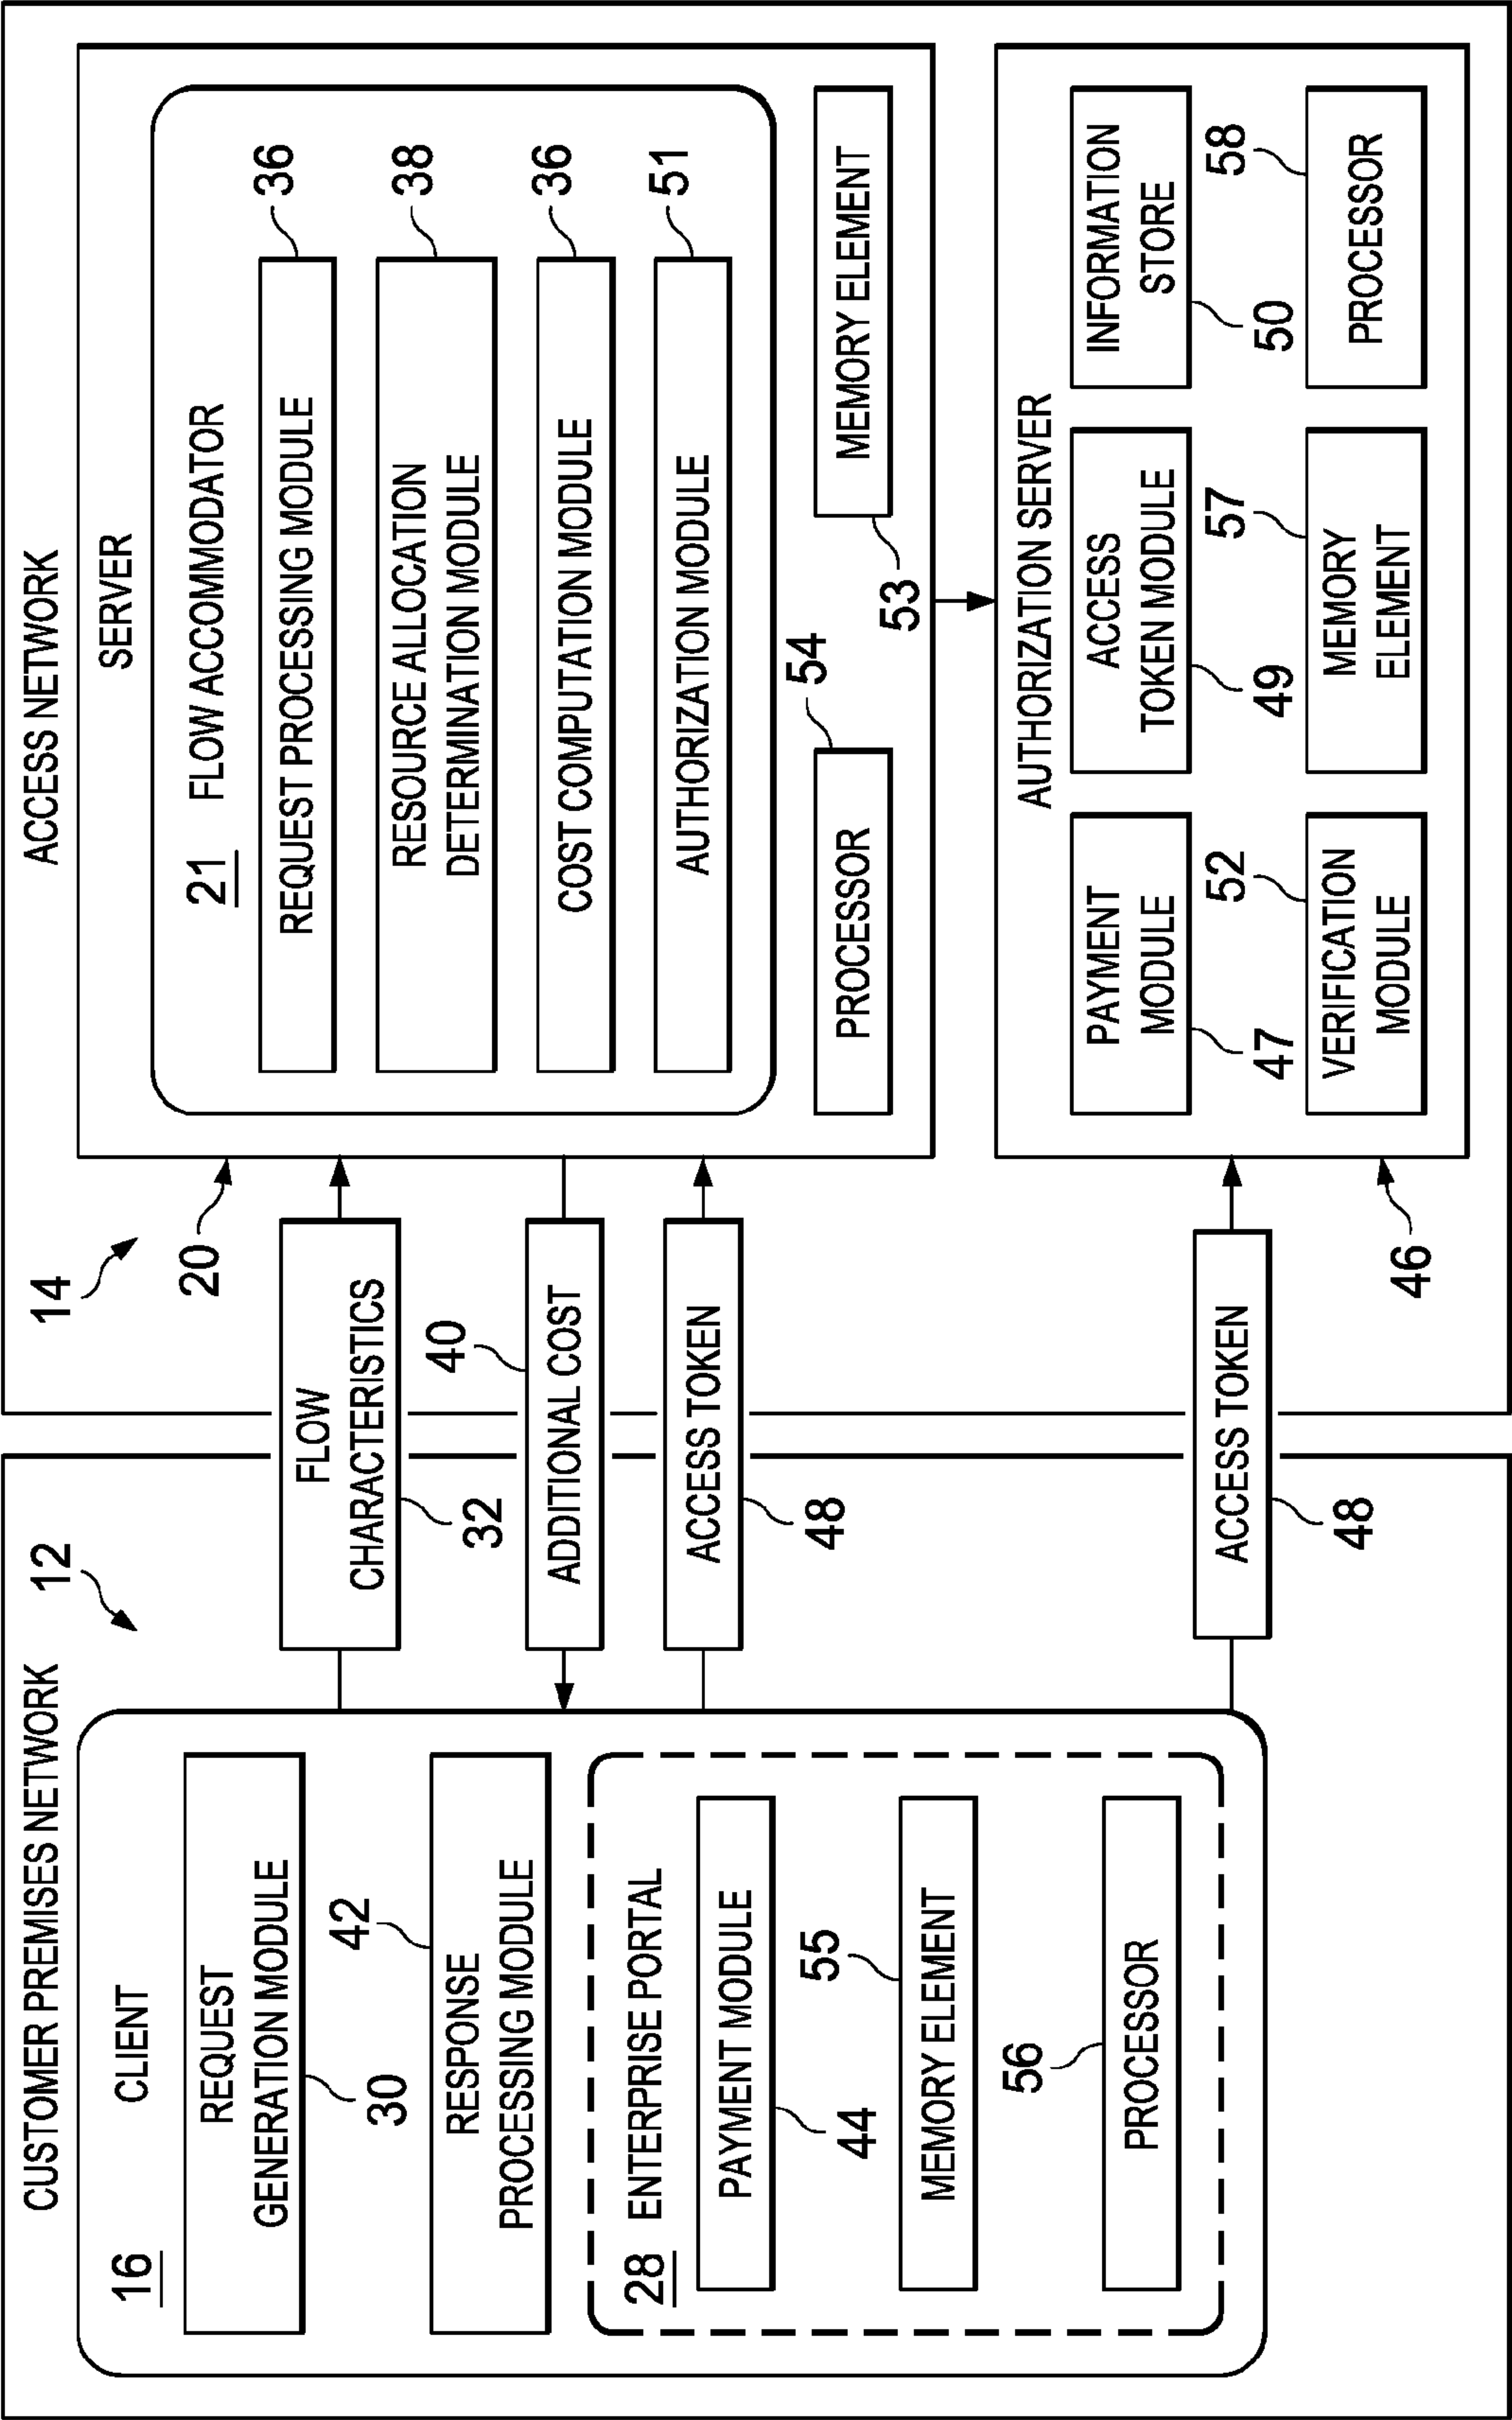 CUSTOMER PREMISES NETWORK
12
CLIENT
16
REQUEST
GENERATION MODULE
30
42
RESPONSE
PROCESSING MODULE
28
ENTERPRISE PORTAL
PAYMENT MODULE
44
55
MEMORY ELEMENT
56
PROCESSOR
FLOW
CHARACTERISTICS
32
40
ADDITIONAL COST
ACCESS TOKEN
48
ACCESS TOKEN
48
ACCESS NETWORK
14
SERVER
20
21
FLOW ACCOMMODATOR
REQUEST PROCESSING MODULE
36
RESOURCE ALLOCATION
DETERMINATION MODULE
38
COST COMPUTATION MODULE
36
AUTHORIZATION MODULE
51
54
PROCESSOR
MEMORY ELEMENT
53
AUTHORIZATION SERVER
46
PAYMENT
MODULE
47
ACCESS
TOKEN MODULE
49
INFORMATION
STORE
50
52
VERIFICATION
MODULE
57
MEMORY
ELEMENT
58
PROCESSOR